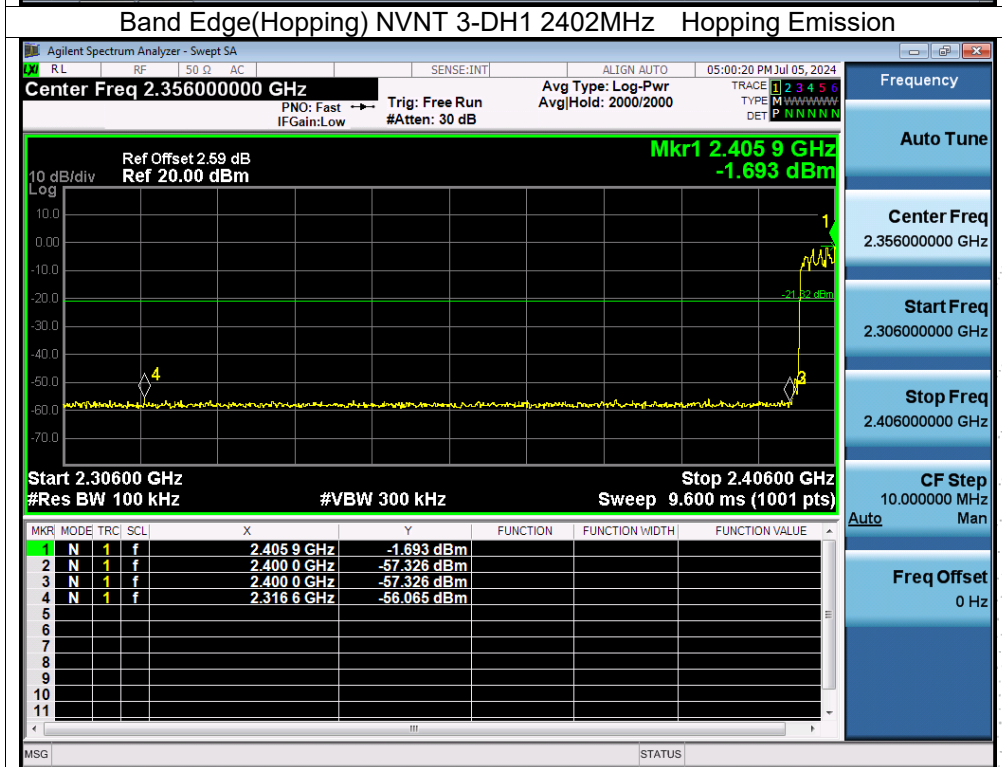 Band Edge(Hopping) NVNT 3-DH1 2402MHz Hopping Emission
Agilent Spectrum Analyzer - Swept SA
LXI RL RF 50 Ω AC SENSE:INT ALIGN AUTO 05:00:20 PM Jul 05, 2024
Center Freq 2.356000000 GHz
PNO: Fast
IFGain:Low
Trig: Free Run
#Atten: 30 dB
Avg Type: Log-Pwr
Avg|Hold: 2000/2000
TRACE 1 2 3 4 5 6
TYPE M WWWWW
DET P N N N N N
Frequency
Auto Tune
Center Freq
2.356000000 GHz
Start Freq
2.306000000 GHz
Stop Freq
2.406000000 GHz
CF Step
10.000000 MHz
Auto Man
Freq Offset
0 Hz
Mkr1 2.405 9 GHz
-1.693 dBm
Ref Offset 2.59 dB
10 dB/div Ref 20.00 dBm
Log
10.0
0.00
-10.0
-20.0
-30.0
-40.0
-50.0
-60.0
-70.0
1
-21.32 dBm
4
3
Start 2.30600 GHz Stop 2.40600 GHz
#Res BW 100 kHz #VBW 300 kHz Sweep 9.600 ms (1001 pts)
MKR MODE TRC SCL X Y FUNCTION FUNCTION WIDTH FUNCTION VALUE
1 N 1 f 2.405 9 GHz -1.693 dBm
2 N 1 f 2.400 0 GHz -57.326 dBm
3 N 1 f 2.400 0 GHz -57.326 dBm
4 N 1 f 2.316 6 GHz -56.065 dBm
5
6
7
8
9
10
11
MSG STATUS